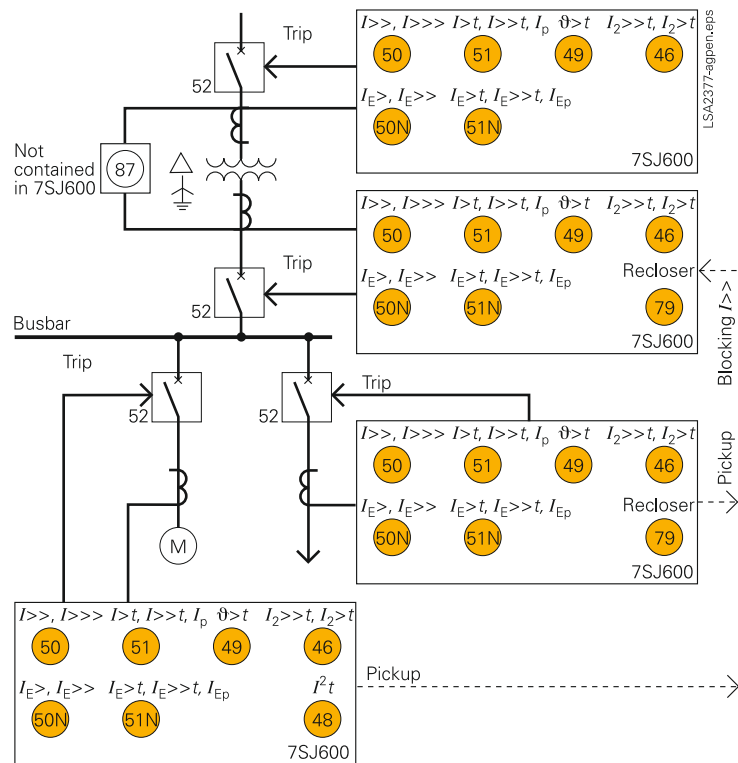 I>>, I>>> I>t, I>>t, Ip ϑ>t I2>>t, I2>t
50 51 49 46
IE>, IE>> IE>t, IE>>t, IEp
50N 51N
7SJ600
LSA2377-agpen.eps
Trip
52
Not
contained
in 7SJ600
87
I>>, I>>> I>t, I>>t, Ip ϑ>t I2>>t, I2>t
50 51 49 46
Recloser
IE>, IE>> IE>t, IE>>t, IEp
50N 51N 79
7SJ600
Trip
52
Busbar
Blocking I>>
Trip
52
Trip
52
M
I>>, I>>> I>t, I>>t, Ip ϑ>t I2>>t, I2>t
50 51 49 46
Recloser
IE>, IE>> IE>t, IE>>t, IEp
50N 51N 79
7SJ600
Pickup
I>>, I>>> I>t, I>>t, Ip ϑ>t I2>>t, I2>t
50 51 49 46
IE>, IE>> IE>t, IE>>t, IEp I²t
50N 51N 48
7SJ600
Pickup